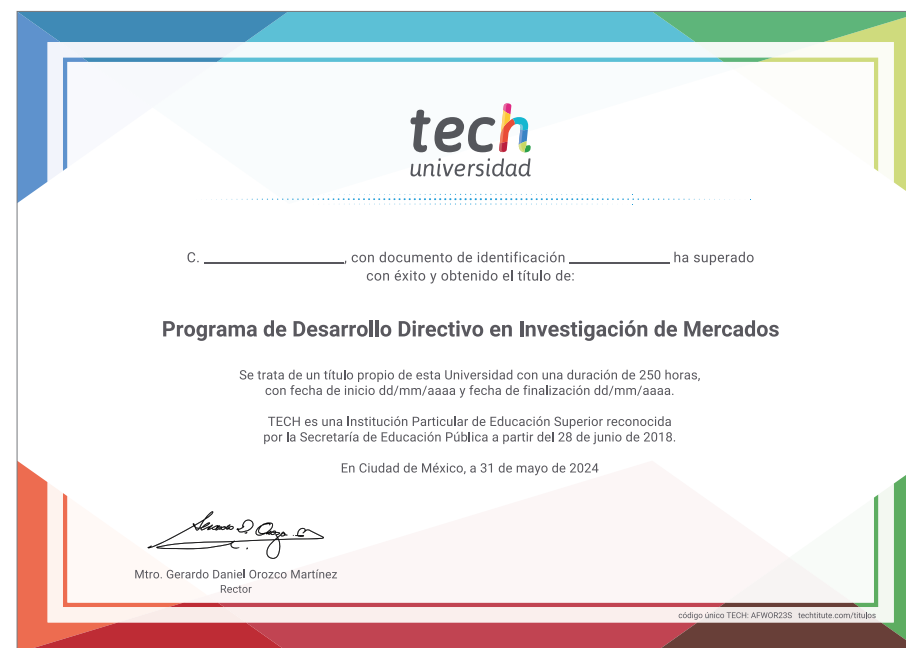 tech
universidad
C. ____________________, con documento de identificación ______________ ha superado
con éxito y obtenido el título de:
Programa de Desarrollo Directivo en Investigación de Mercados
Se trata de un título propio de esta Universidad con una duración de 250 horas,
con fecha de inicio dd/mm/aaaa y fecha de finalización dd/mm/aaaa.
TECH es una Institución Particular de Educación Superior reconocida
por la Secretaría de Educación Pública a partir del 28 de junio de 2018.
En Ciudad de México, a 31 de mayo de 2024
Mtro. Gerardo Daniel Orozco Martínez
Rector
código único TECH: AFWOR23S techtitute.com/titulos